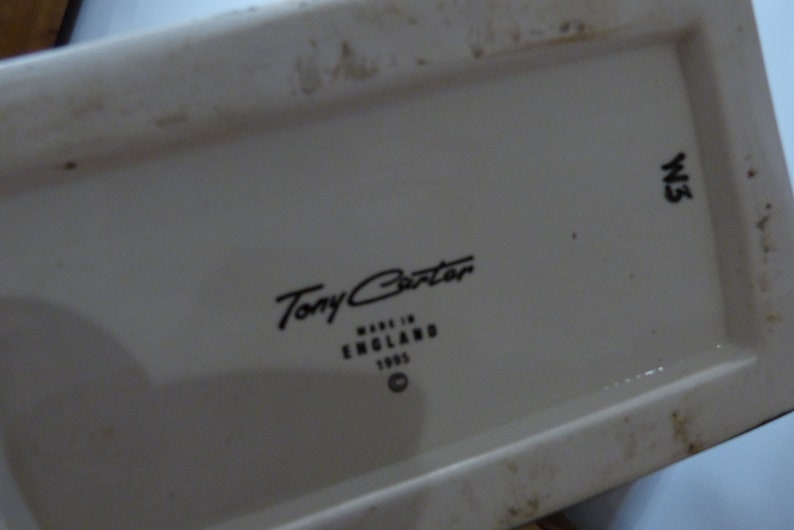 Tony Carter
MADE IN
ENGLAND
1995
©
W3